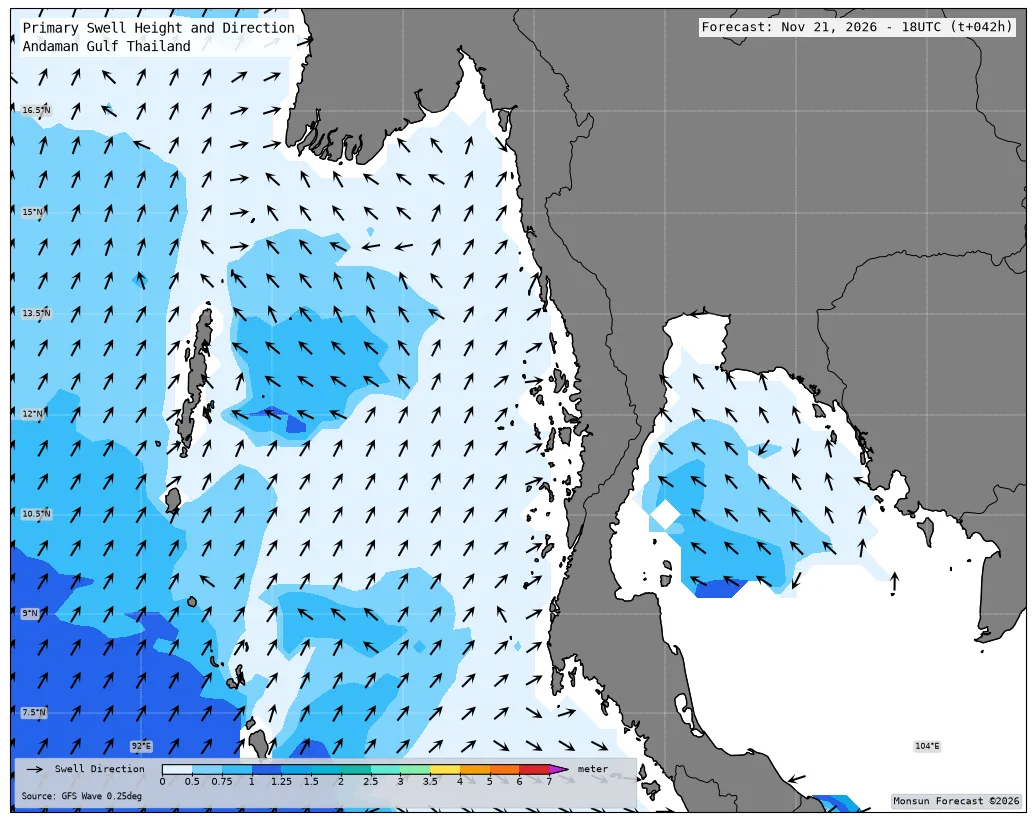 Primary Swell Height and Direction
Andaman Gulf Thailand
Forecast: Nov 21, 2026 - 18UTC (t+042h)
16.5°N
15°N
13.5°N
12°N
10.5°N
9°N
7.5°N
92°E
104°E
Swell Direction
0 0.5 0.75 1 1.25 1.5 2 2.5 3 3.5 4 5 6 7
meter
Source: GFS Wave 0.25deg
Monsun Forecast ©2026